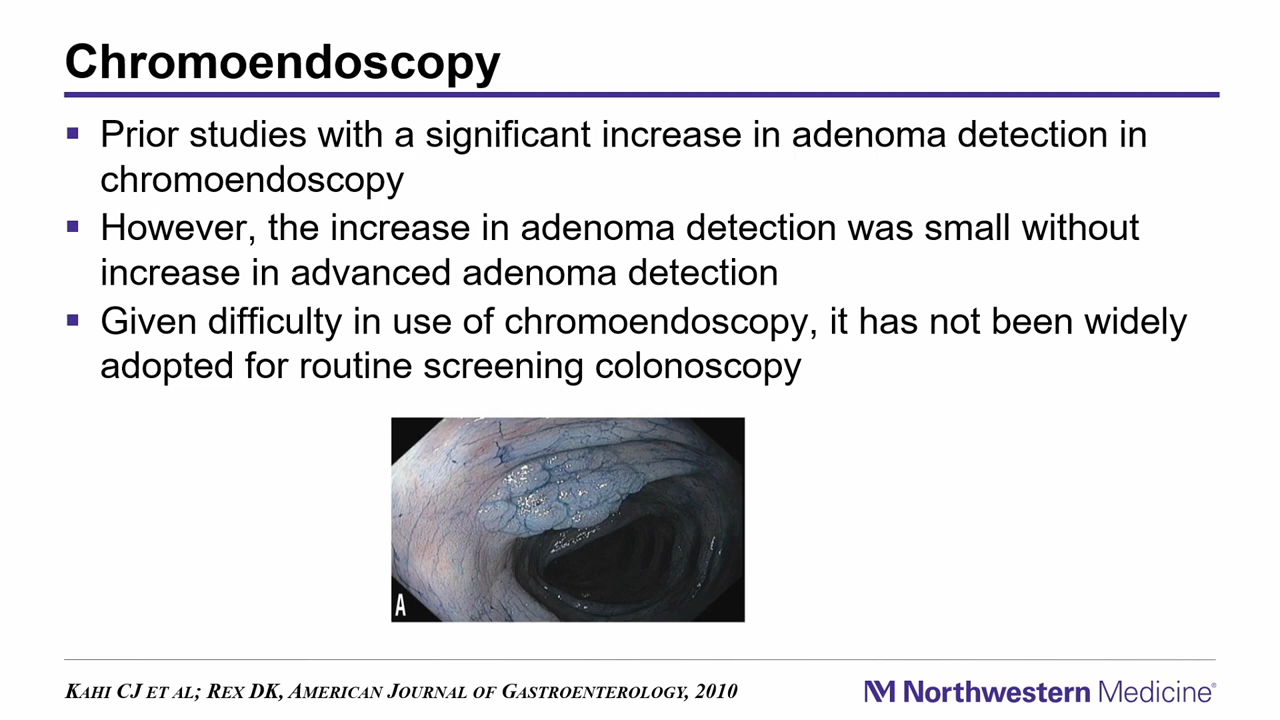 Chromoendoscopy
▪ Prior studies with a significant increase in adenoma detection in
chromoendoscopy
▪ However, the increase in adenoma detection was small without
increase in advanced adenoma detection
▪ Given difficulty in use of chromoendoscopy, it has not been widely
adopted for routine screening colonoscopy
A
KAHI CJ ET AL; REX DK, AMERICAN JOURNAL OF GASTROENTEROLOGY, 2010
NM Northwestern Medicine®